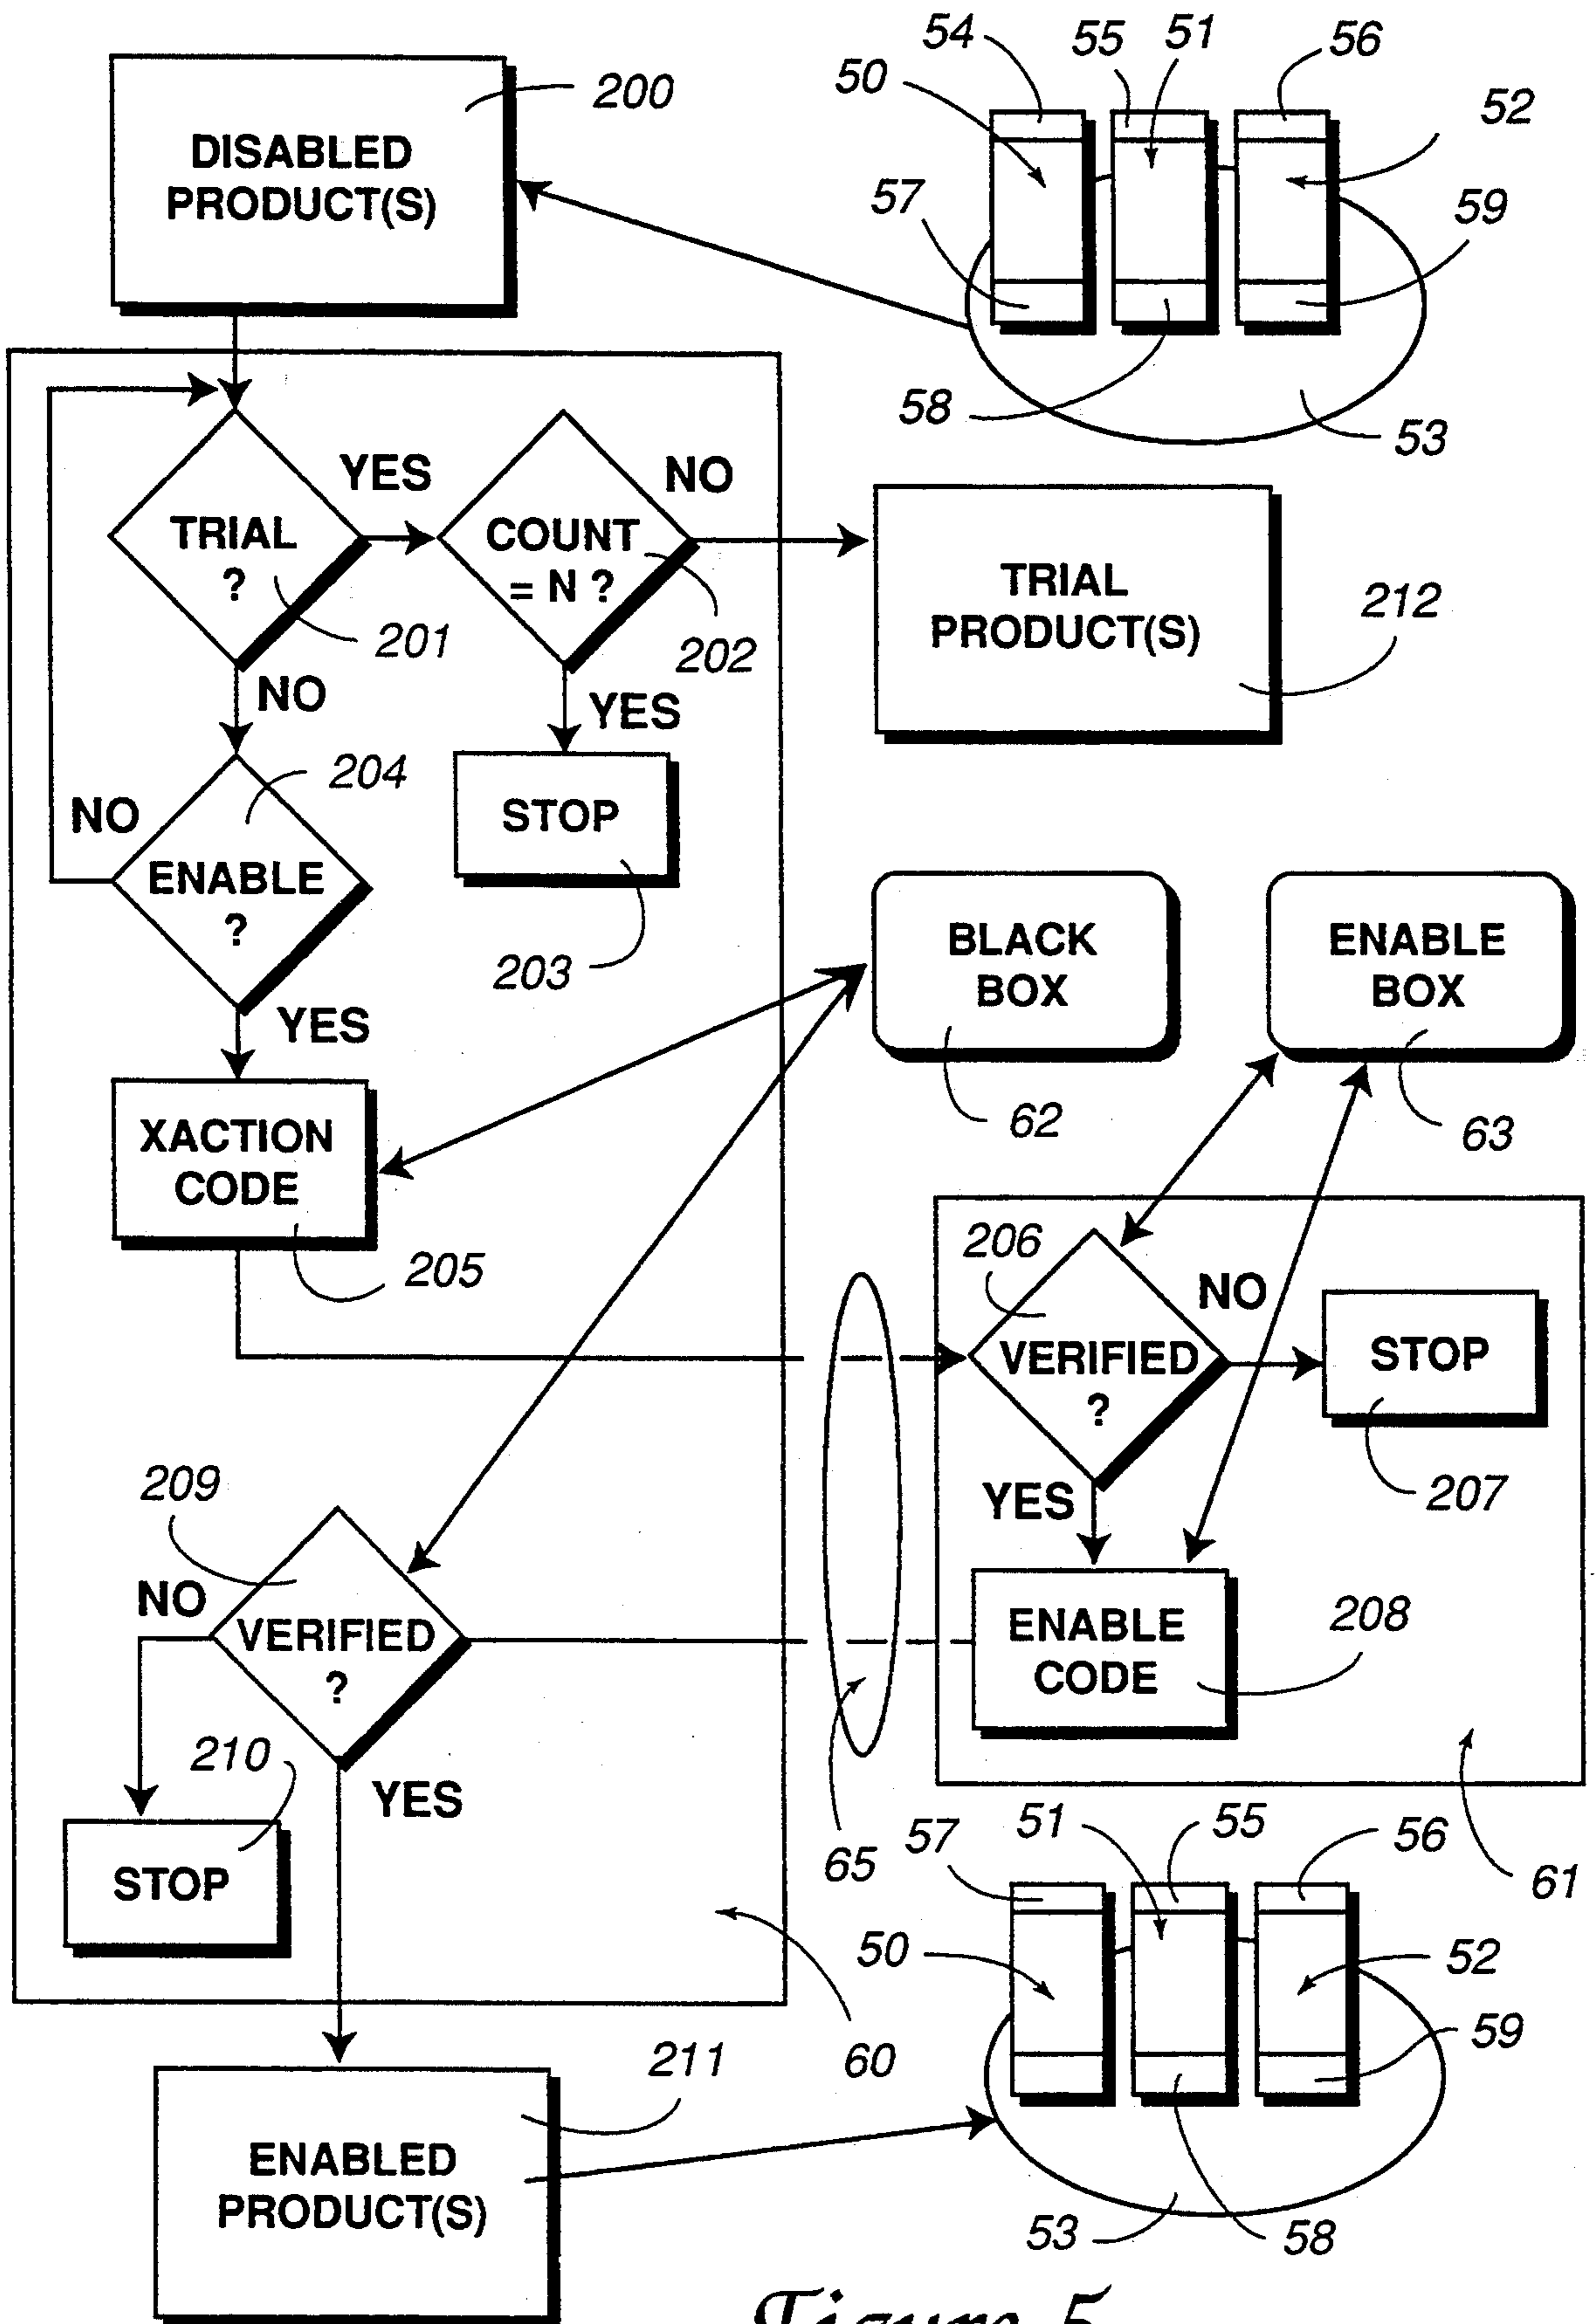 54
55
51
56
50
52
200
DISABLED
PRODUCT(S)
57
59
58
53
YES
NO
TRIAL
?
COUNT
= N ?
201
202
TRIAL
PRODUCT(S)
212
NO
YES
204
NO
STOP
ENABLE
?
203
BLACK
BOX
ENABLE
BOX
YES
62
63
XACTION
CODE
205
206
NO
VERIFIED
?
STOP
207
209
YES
NO
VERIFIED
?
ENABLE
CODE
208
210
YES
STOP
65
57
51
55
56
61
50
52
60
59
211
ENABLED
PRODUCT(S)
53
58
Figure 5